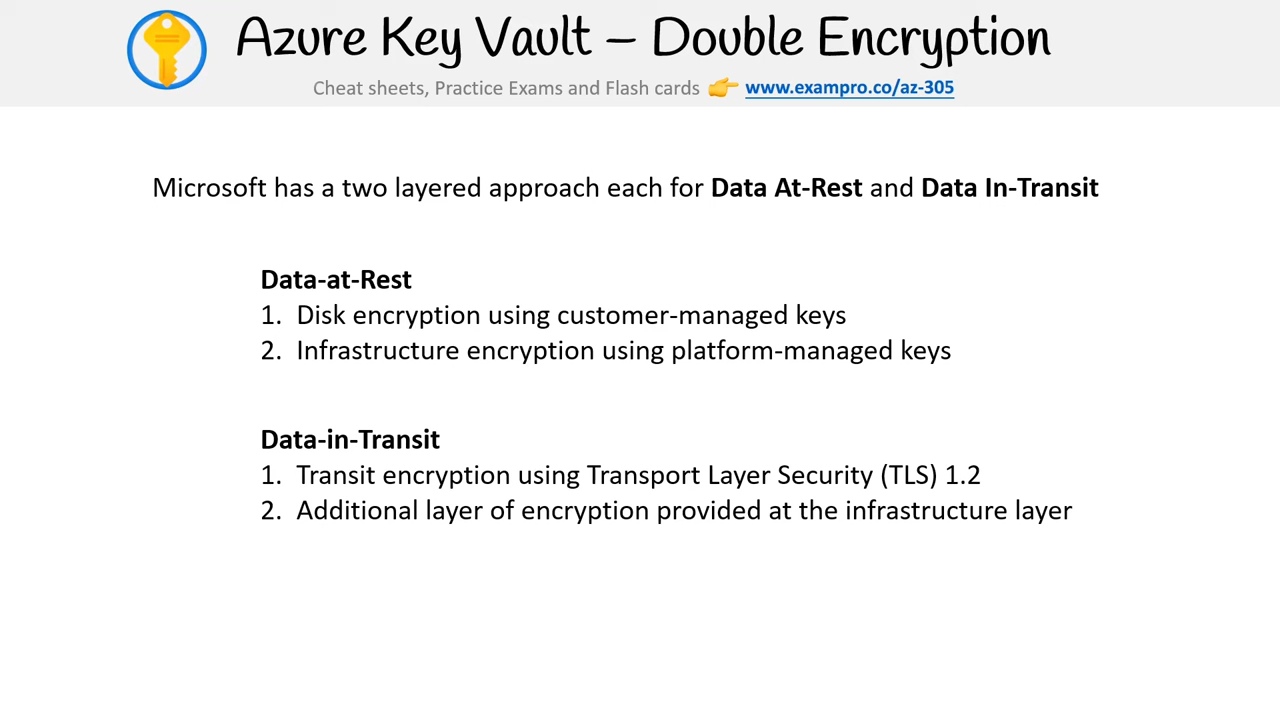 Azure Key Vault – Double Encryption
Cheat sheets, Practice Exams and Flash cards 👉 www.exampro.co/az-305
Microsoft has a two layered approach each for Data At-Rest and Data In-Transit
Data-at-Rest
1. Disk encryption using customer-managed keys
2. Infrastructure encryption using platform-managed keys
Data-in-Transit
1. Transit encryption using Transport Layer Security (TLS) 1.2
2. Additional layer of encryption provided at the infrastructure layer